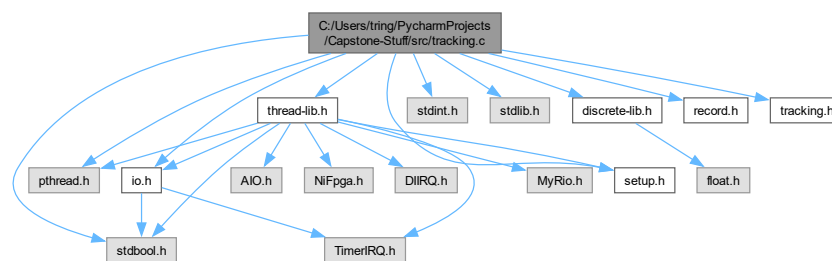 C:/Users/tring/PycharmProjects
/Capstone-Stuff/src/tracking.c
thread-lib.h
stdint.h
stdlib.h
discrete-lib.h
record.h
tracking.h
pthread.h
io.h
AIO.h
NiFpga.h
DIIRQ.h
MyRio.h
setup.h
float.h
stdbool.h
TimerIRQ.h